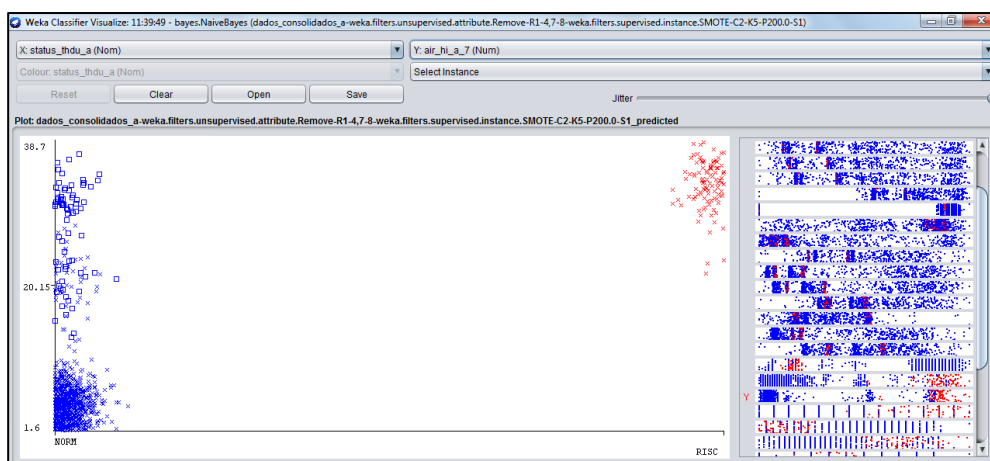 Weka Classifier Visualize: 11:39:49 - bayes.NaiveBayes (dados_consolidados_a-weka.filters.unsupervised.attribute.Remove-R1-4,7-8-weka.filters.supervised.instance.SMOTE-C2-K5-P200.0-S1)
X: status_thdu_a (Nom)
Y: air_hi_a_7 (Num)
Colour: status_thdu_a (Nom)
Select Instance
Reset
Clear
Open
Save
Jitter
Plot: dados_consolidados_a-weka.filters.unsupervised.attribute.Remove-R1-4,7-8-weka.filters.supervised.instance.SMOTE-C2-K5-P200.0-S1_predicted
38.7
20.15
1.6
NORM
RISC
Y